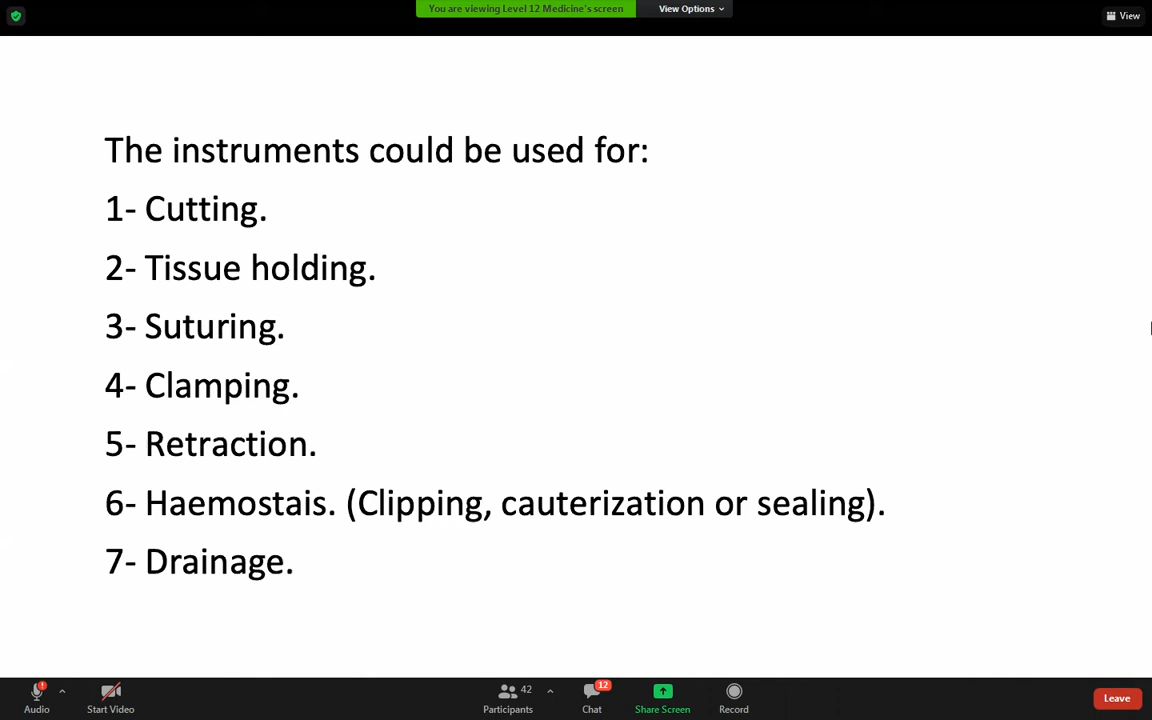 You are viewing Level 12 Medicine's screen
View Options
View
The instruments could be used for:
1- Cutting.
2- Tissue holding.
3- Suturing.
4- Clamping.
5- Retraction.
6- Haemostais. (Clipping, cauterization or sealing).
7- Drainage.
Audio
Start Video
Participants
42
Chat
12
Share Screen
Record
Leave